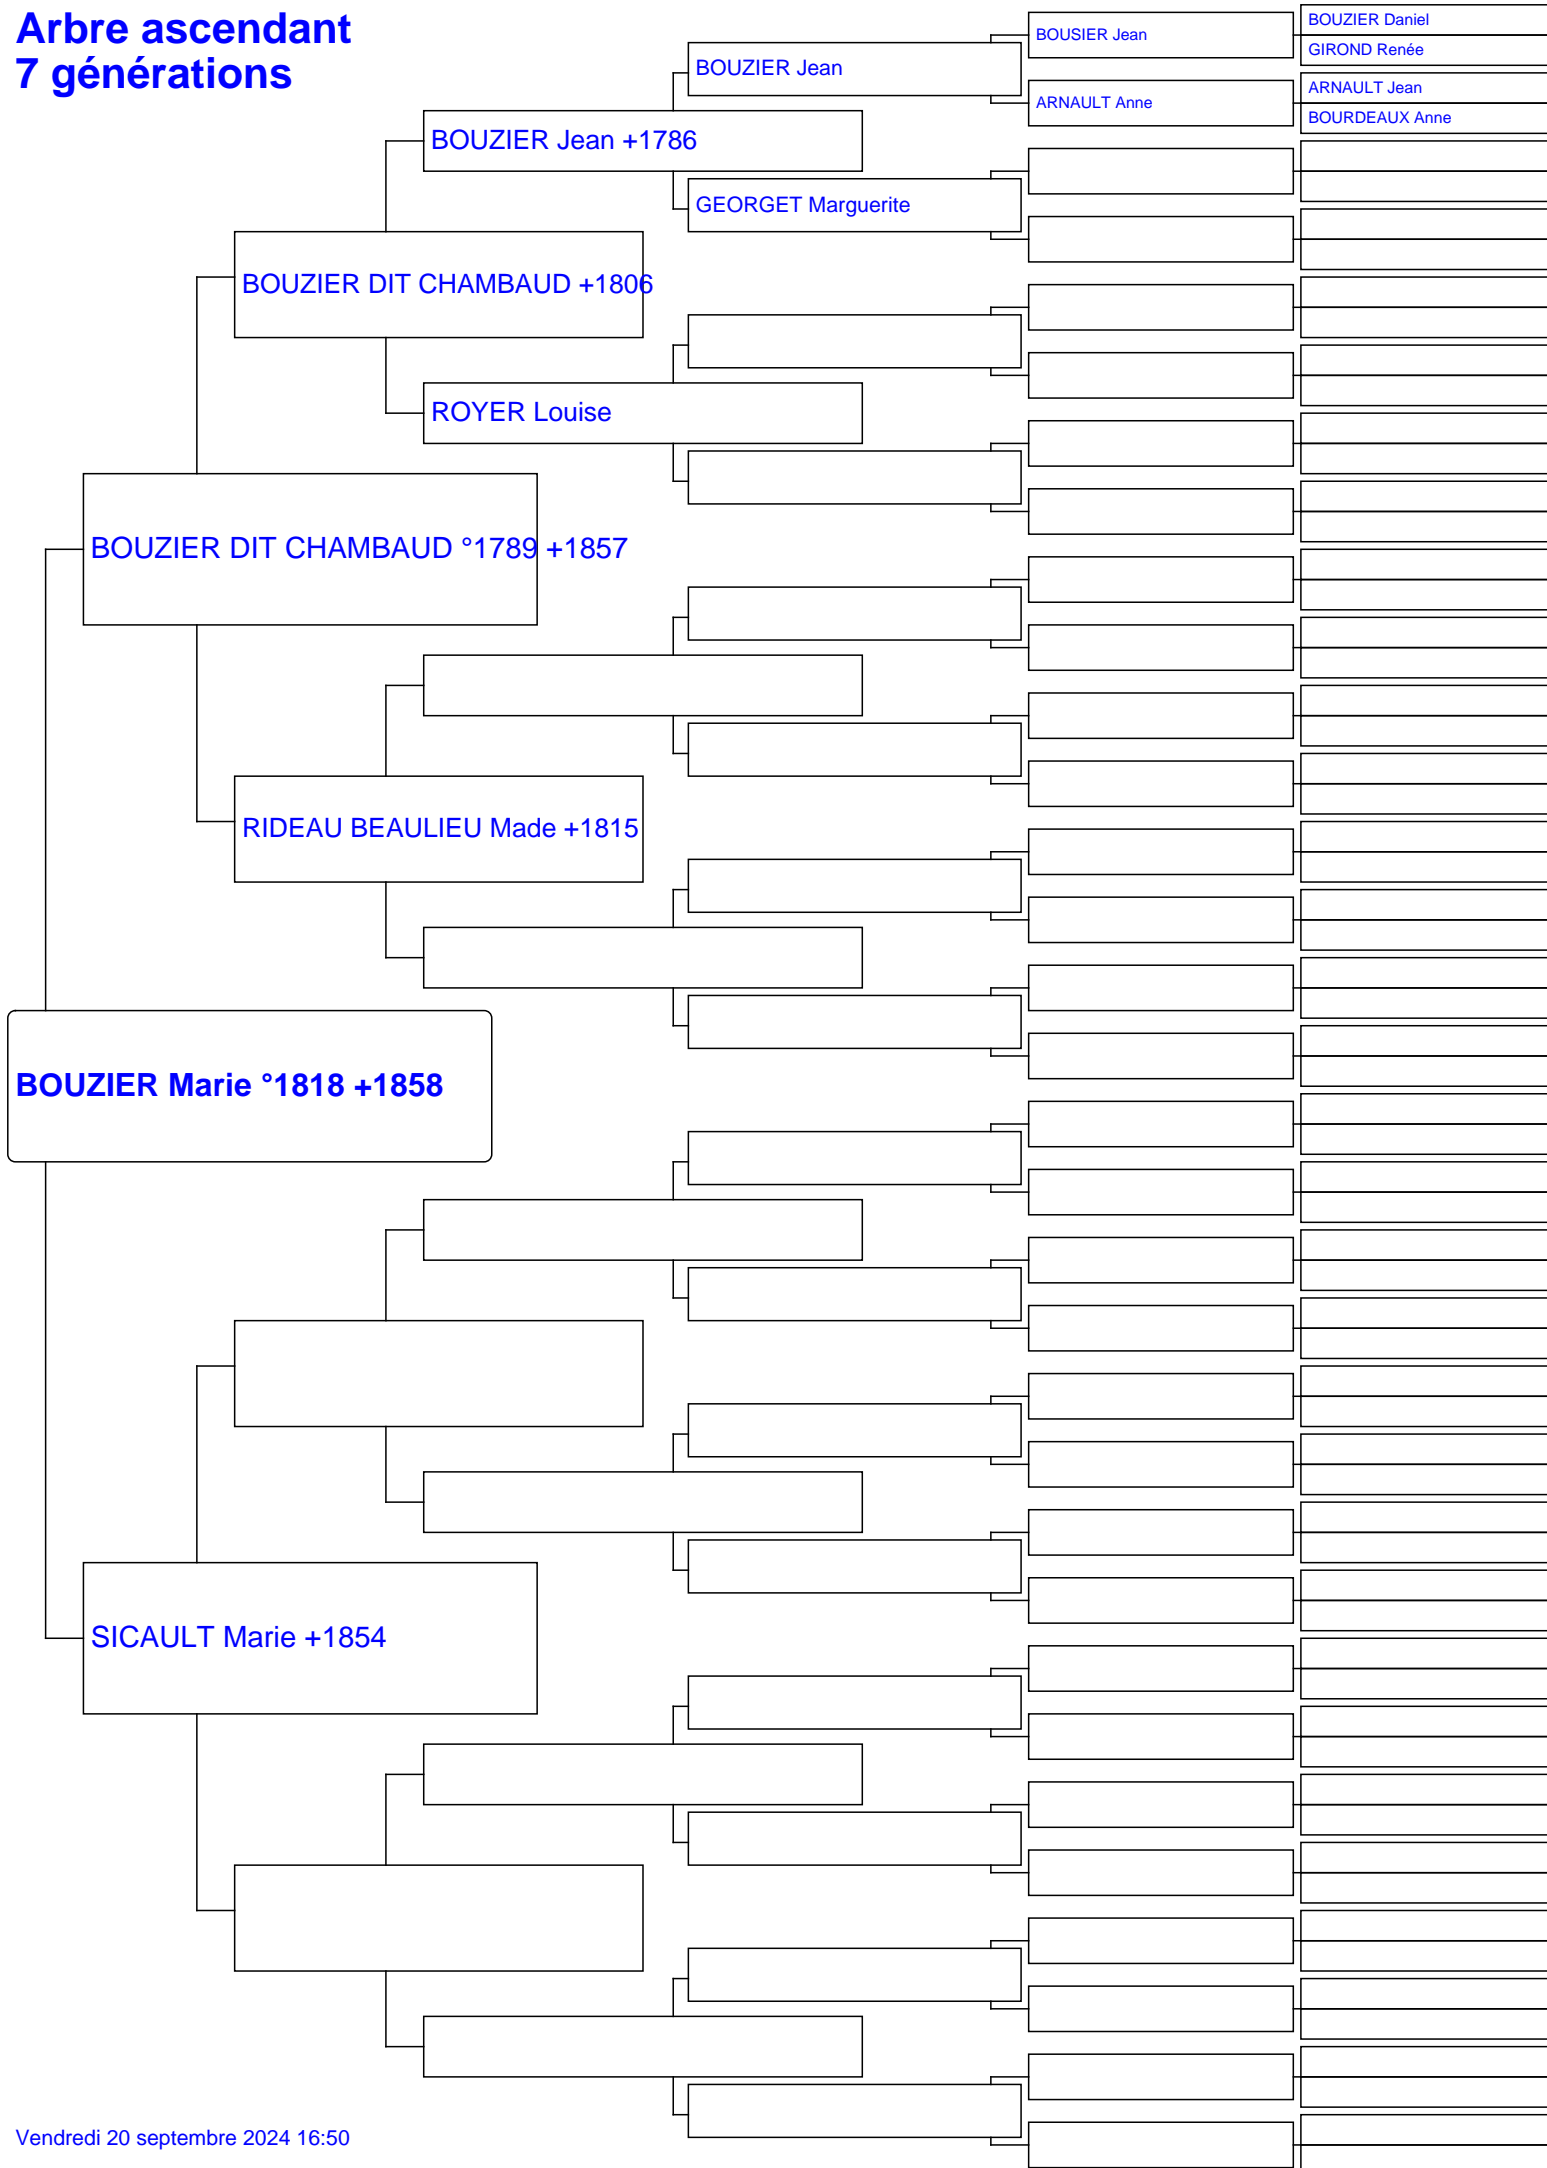 Arbre ascendant
7 générations
BOUSIER Jean
BOUZIER Daniel
GIROND Renée
BOUZIER Jean
ARNAULT Anne
ARNAULT Jean
BOURDEAUX Anne
BOUZIER Jean +1786
GEORGET Marguerite
BOUZIER DIT CHAMBAUD +1806
ROYER Louise
BOUZIER DIT CHAMBAUD °1789 +1857
RIDEAU BEAULIEU Made +1815
BOUZIER Marie °1818 +1858
SICAULT Marie +1854
Vendredi 20 septembre 2024 16:50